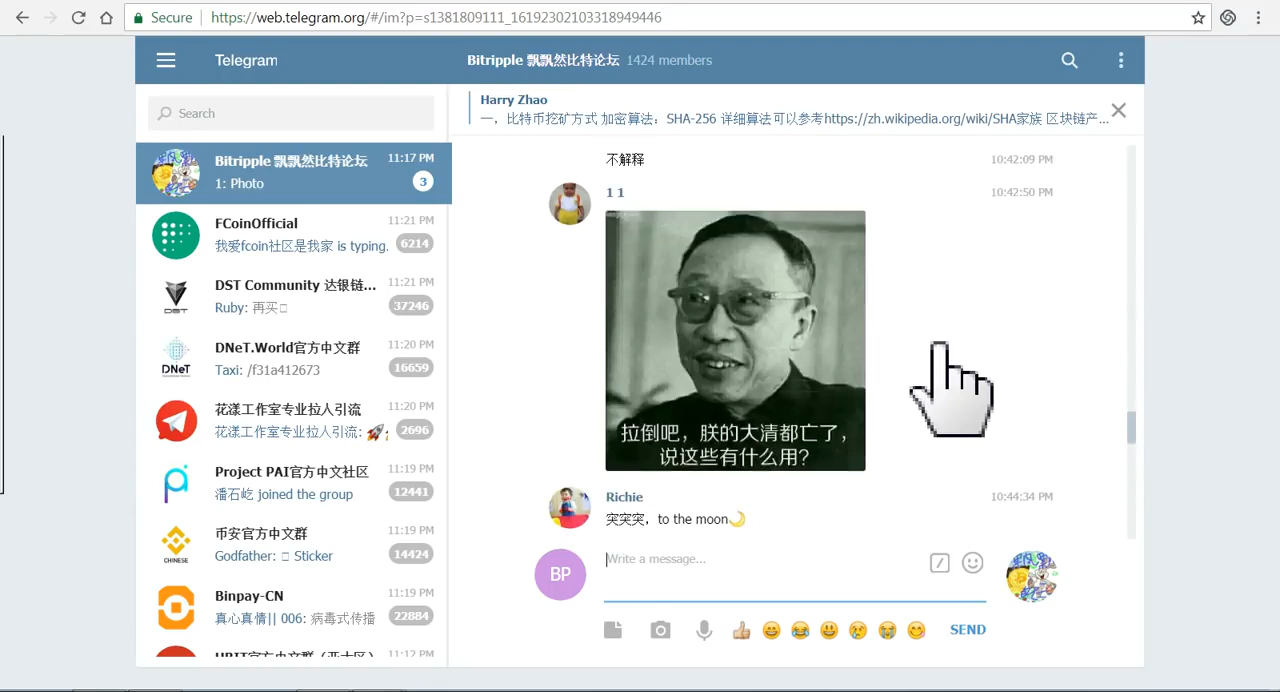 Secure
https://web.telegram.org/#/im?p=s1381809111_16192302103318949446
Telegram
Bitripple 飘飘然比特论坛 1424 members
Search
Harry Zhao
一，比特币挖矿方式 加密算法：SHA-256 详细算法可以参考https://zh.wikipedia.org/wiki/SHA家族 区块链产...
Bitripple 飘飘然比特论坛 11:17 PM
1: Photo 3
FCoinOfficial 11:21 PM
我爱fcoin社区是我家 is typing. 6214
DST Community 达银链... 11:21 PM
Ruby: 再买 37246
DST
DNeT.World官方中文群 11:20 PM
Taxi: /f31a412673 16659
DNeT
花漾工作室专业拉人引流 11:20 PM
花漾工作室专业拉人引流: 🚀 2696
Project PAI官方中文社区 11:19 PM
潘石屹 joined the group 12441
币安官方中文群 11:19 PM
Godfather: Sticker 14424
CHINESE
Binpay-CN 11:19 PM
真心真情|| 006: 病毒式传播 22884
11:12 PM
不解释 10:42:09 PM
1 1 10:42:50 PM
拉倒吧，朕的大清都亡了，
说这些有什么用？
Richie 10:44:34 PM
突突突，to the moon🌙
BP
Write a message...
SEND